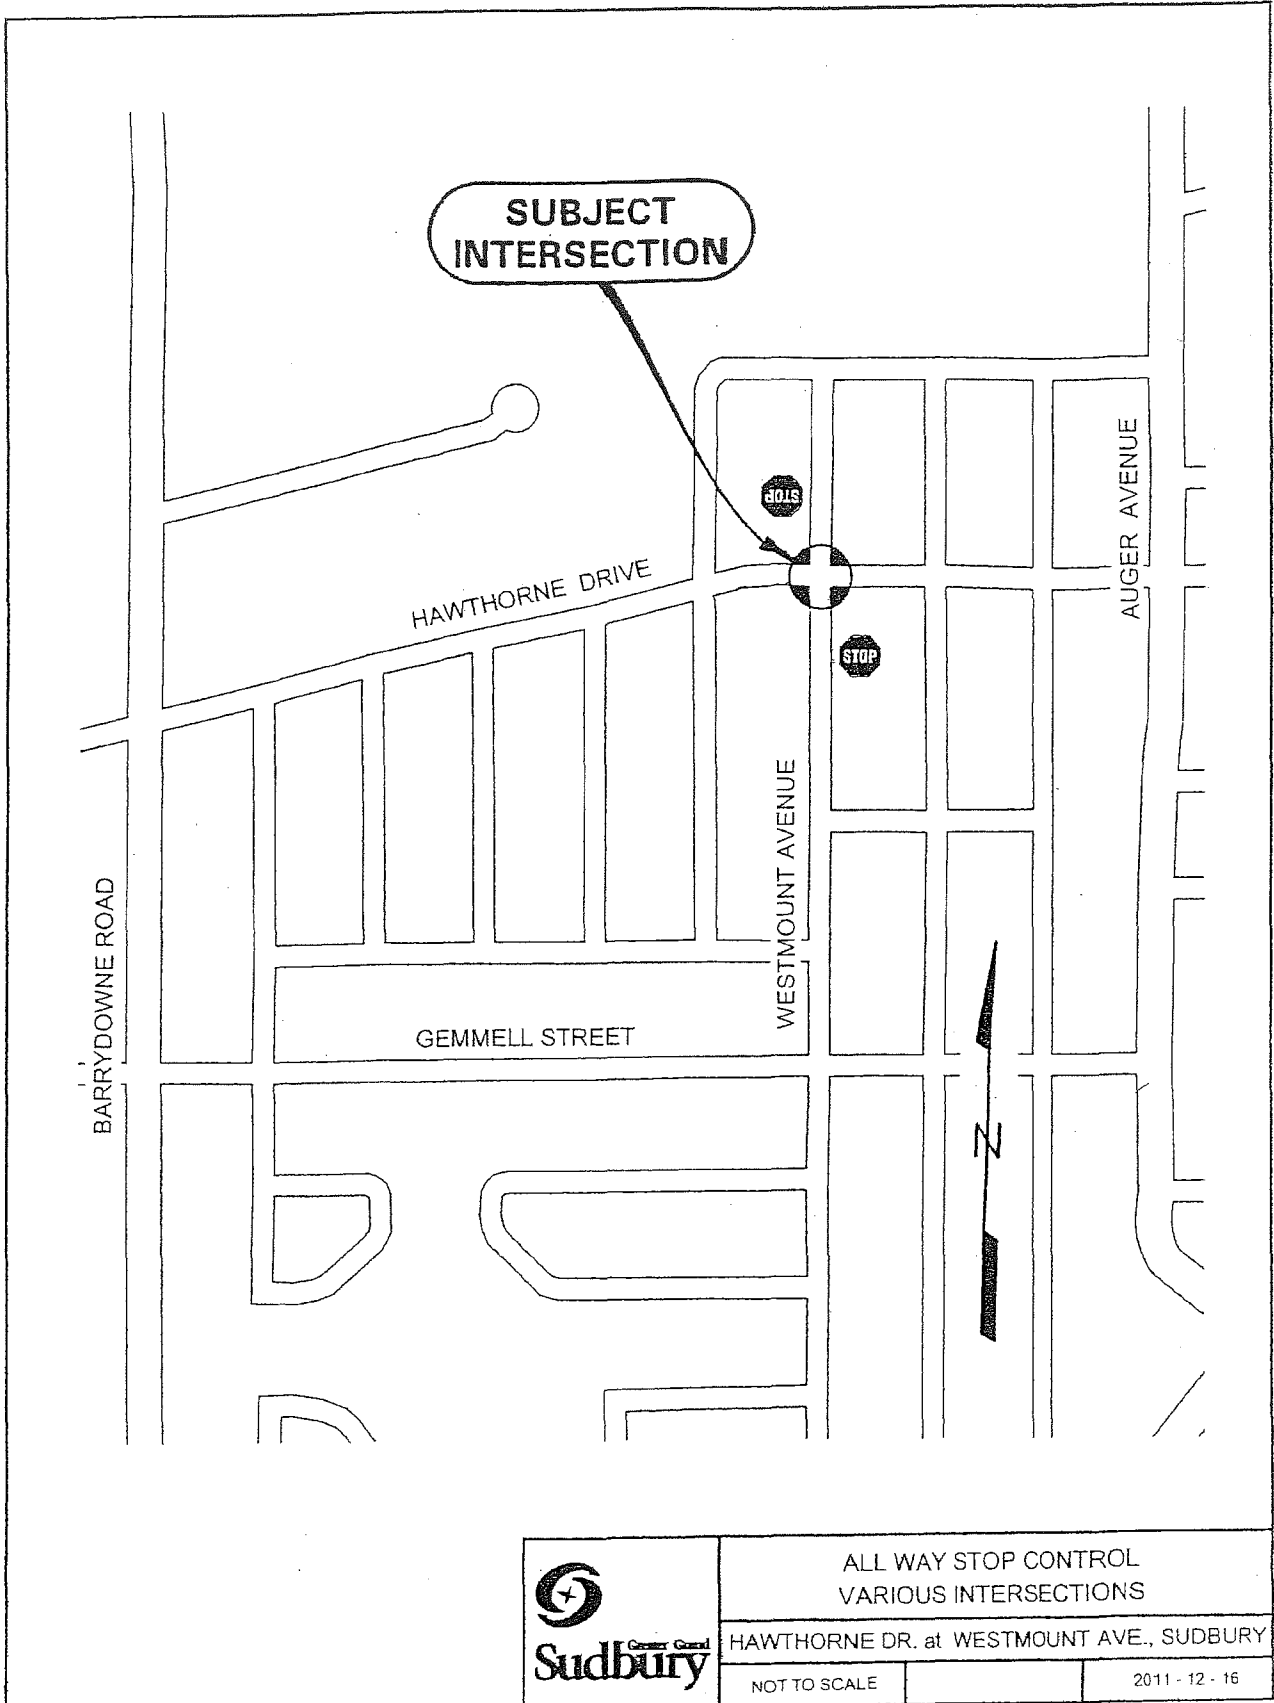 SUBJECT
INTERSECTION
STOP
HAWTHORNE DRIVE
AUGER AVENUE
STOP
WESTMOUNT AVENUE
BARRYDOWNE ROAD
GEMMELL STREET
N
ALL WAY STOP CONTROL
VARIOUS INTERSECTIONS
Sudbury
HAWTHORNE DR. at WESTMOUNT AVE., SUDBURY
NOT TO SCALE
2011 - 12 - 16